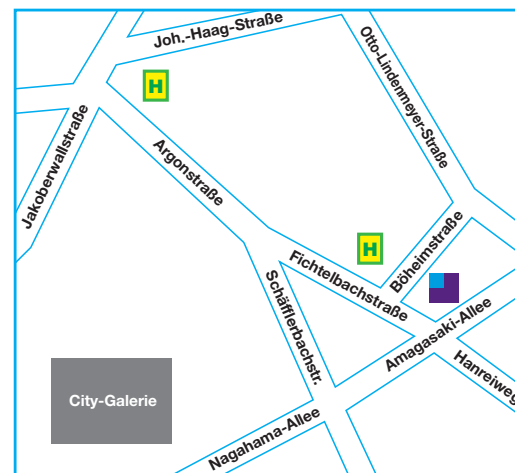 Joh.-Haag-Straße
Otto-Lindenmeyer-Straße
H
Jakoberwallstraße
Argonstraße
H
Böheimstraße
Fichtelbachstraße
Schäfflerbachstr.
Amagasaki-Allee
Hanreiweg
City-Galerie
Nagahama-Allee